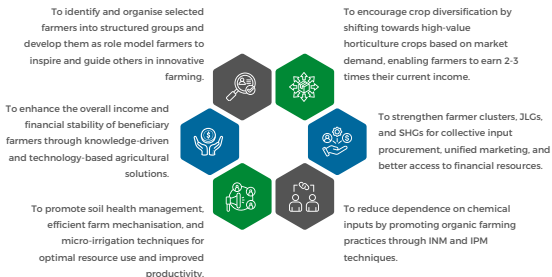 To identify and organise selected
farmers into structured groups and
develop them as role model farmers to
inspire and guide others in innovative
farming.
To encourage crop diversification by
shifting towards high-value
horticulture crops based on market
demand, enabling farmers to earn 2-3
times their current income.
To enhance the overall income and
financial stability of beneficiary
farmers through knowledge-driven
and technology-based agricultural
solutions.
To strengthen farmer clusters, JLGs,
and SHGs for collective input
procurement, unified marketing, and
better access to financial resources.
To promote soil health management,
efficient farm mechanisation, and
micro-irrigation techniques for
optimal resource use and improved
productivity.
To reduce dependence on chemical
inputs by promoting organic farming
practices through INM and IPM
techniques.